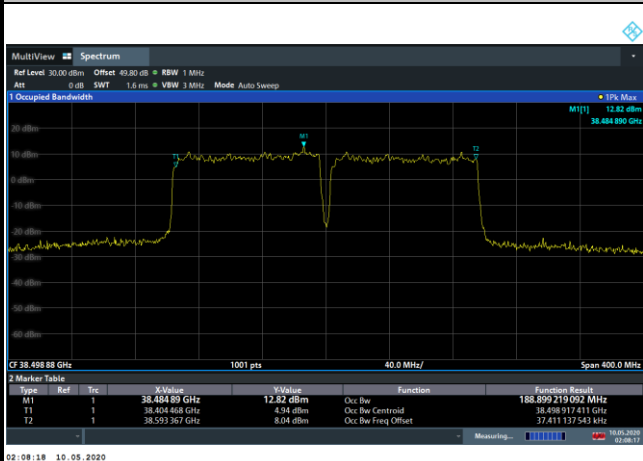 MultiView Spectrum
Ref Level 30.00 dBm Offset 49.80 dB RBW 1 MHz
Att 0 dB SWT 1.6 ms VBW 3 MHz Mode Auto Sweep
1 Occupied Bandwidth 1Pk Max
M1[1] 12.82 dBm
38.484 890 GHz
20 dBm
M1
T2
10 dBm
T1
0 dBm
-10 dBm
-20 dBm
-30 dBm
-40 dBm
-50 dBm
-60 dBm
CF 38.498 88 GHz 1001 pts 40.0 MHz/ Span 400.0 MHz
2 Marker Table
Type Ref Trc X-Value Y-Value Function Function Result
M1 1 38.484 89 GHz 12.82 dBm Occ Bw 188.899 219 092 MHz
T1 1 38.404 468 GHz 4.94 dBm Occ Bw Centroid 38.498 917 411 GHz
T2 1 38.593 367 GHz 8.04 dBm Occ Bw Freq Offset 37.411 137 543 kHz
Measuring... 10.05.2020
02:08:17
02:08:18 10.05.2020